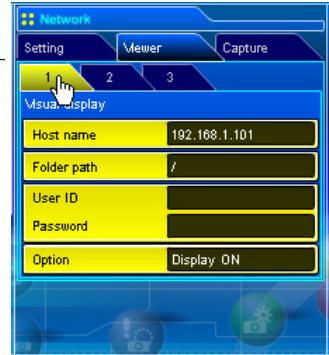 Network
Setting Viewer Capture
1 2 3
Visual display
Host name 192.168.1.101
Folder path /
User ID
Password
Option Display ON